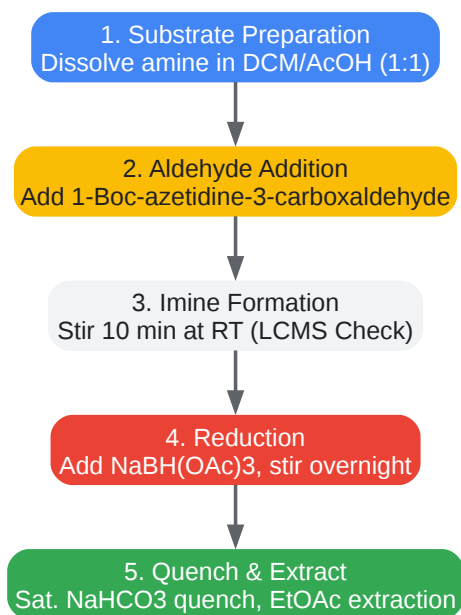 1. Substrate Preparation
Dissolve amine in DCM/AcOH (1:1)
2. Aldehyde Addition
Add 1-Boc-azetidine-3-carboxaldehyde
3. Imine Formation
Stir 10 min at RT (LCMS Check)
4. Reduction
Add NaBH(OAc)3, stir overnight
5. Quench & Extract
Sat. NaHCO3 quench, EtOAc extraction